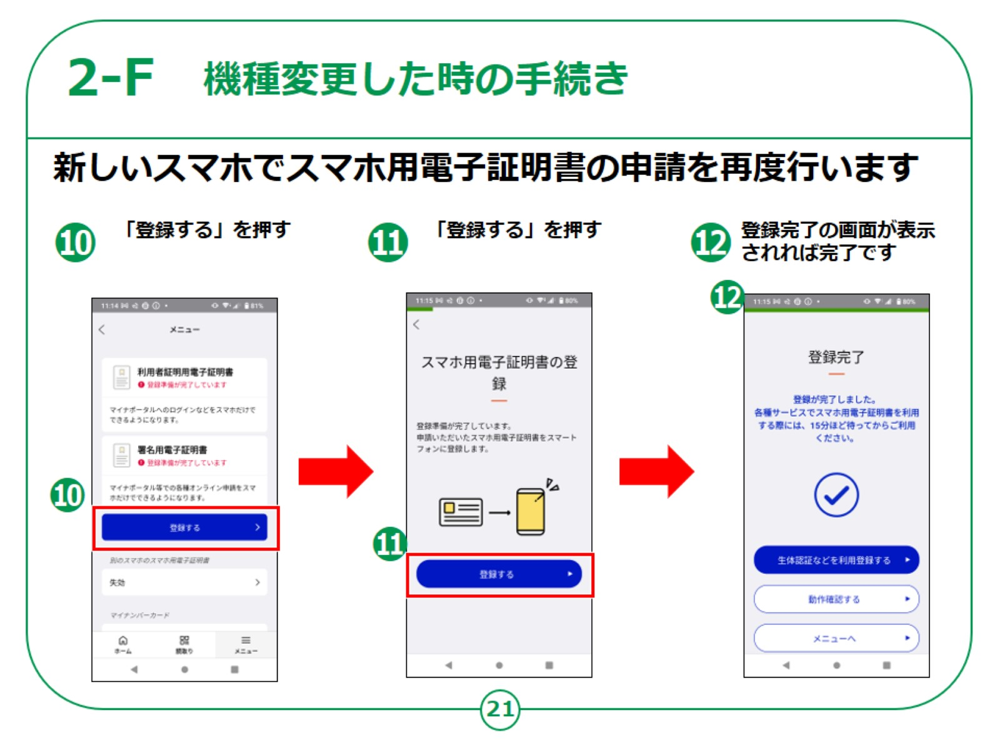 2-F 機種変更した時の手続き
新しいスマホでスマホ用電子証明書の申請を再度行います
10 「登録する」を押す
11 「登録する」を押す
12 登録完了の画面が表示
されれば完了です
10
11:14 81%
メニュー
利用者証明用電子証明書
登録準備が完了しています
マイナポータルへのログインなどをスマホだけで
できるようになります。
署名用電子証明書
登録準備が完了しています
マイナポータル等での各種オンライン申請をスマ
ホだけでできるようになります。
登録する
別のスマホのスマホ用電子証明書
失効
マイナンバーカード
ホーム
読取り
メニュー
11
11:15 80%
スマホ用電子証明書の登
録
登録準備が完了しています。
申請いただいたスマホ用電子証明書をスマート
フォンに登録します。
登録する
12
11:15 80%
登録完了
登録が完了しました。
各種サービスでスマホ用電子証明書を利用
する際には、15分ほど待ってからご利用
ください。
生体認証などを利用登録する
動作確認する
メニューへ
21